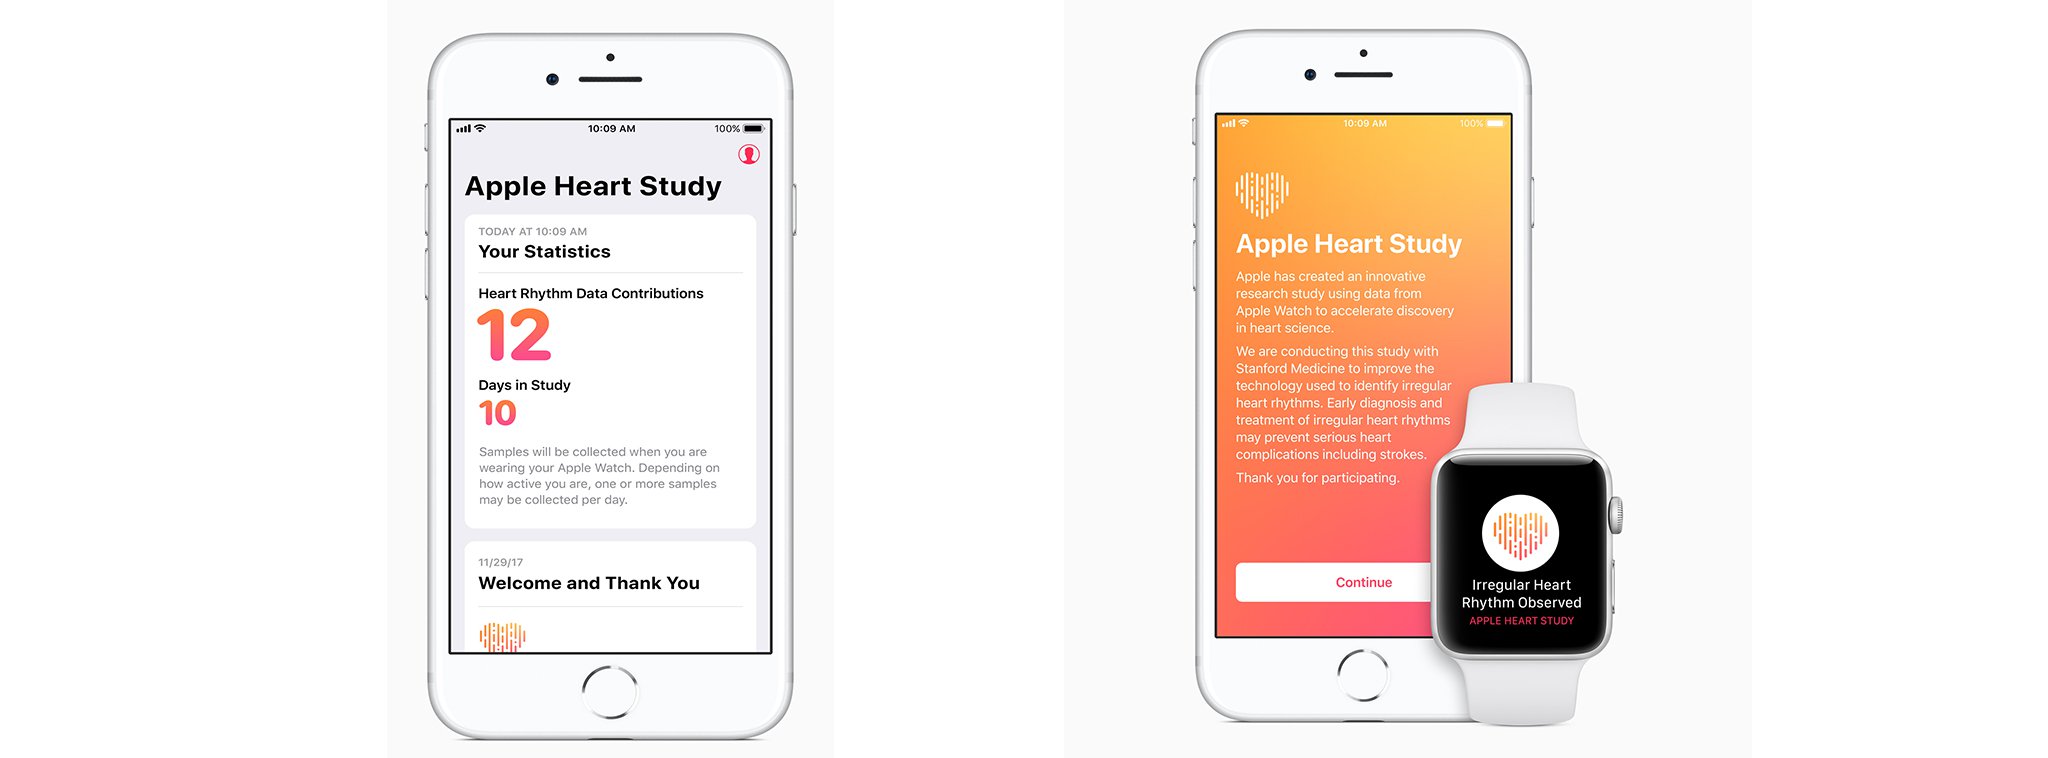 10:09 AM
100%
Apple Heart Study
TODAY AT 10:09 AM
Your Statistics
Heart Rhythm Data Contributions
12
Days in Study
10
Samples will be collected when you are
wearing your Apple Watch. Depending on
how active you are, one or more samples
may be collected per day.
11/29/17
Welcome and Thank You
10:09 AM
100%
Apple Heart Study
Apple has created an innovative
research study using data from
Apple Watch to accelerate discovery
in heart science.
We are conducting this study with
Stanford Medicine to improve the
technology used to identify irregular
heart rhythms. Early diagnosis and
treatment of irregular heart rhythms
may prevent serious heart
complications including strokes.
Thank you for participating.
Continue
Irregular Heart
Rhythm Observed
APPLE HEART STUDY